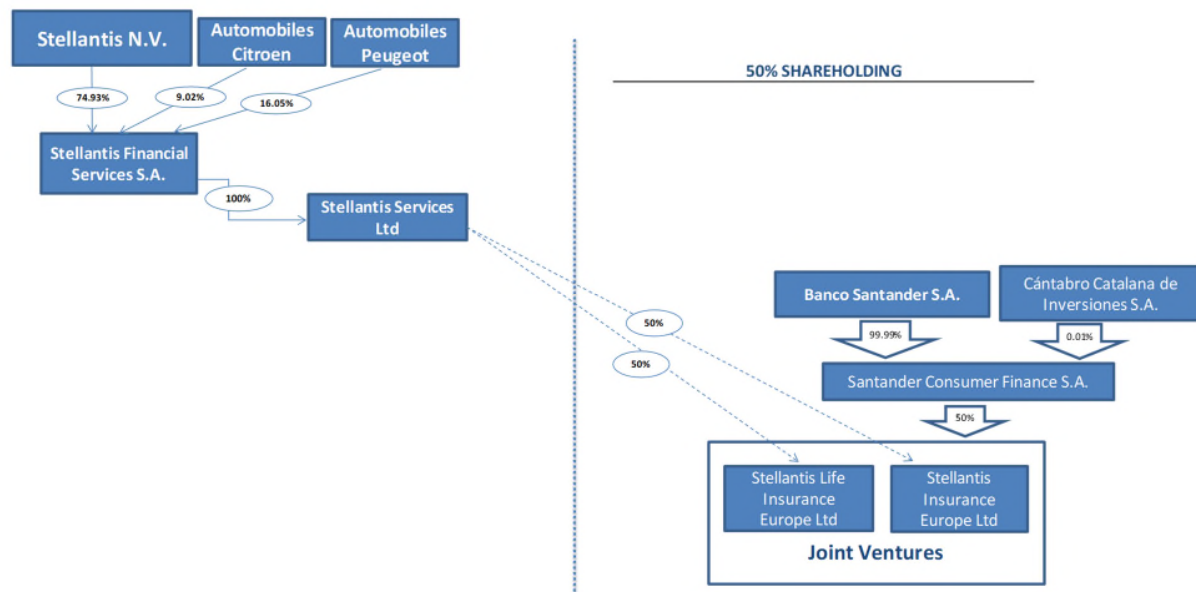 Stellantis N.V.
Automobiles
Citroen
Automobiles
Peugeot
74.93%
9.02%
16.05%
Stellantis Financial
Services S.A.
100%
Stellantis Services
Ltd
50% SHAREHOLDING
Banco Santander S.A.
Cántabro Catalana de
Inversiones S.A.
99.99%
0.01%
50%
50%
Santander Consumer Finance S.A.
50%
Stellantis Life
Insurance
Europe Ltd
Stellantis
Insurance
Europe Ltd
Joint Ventures